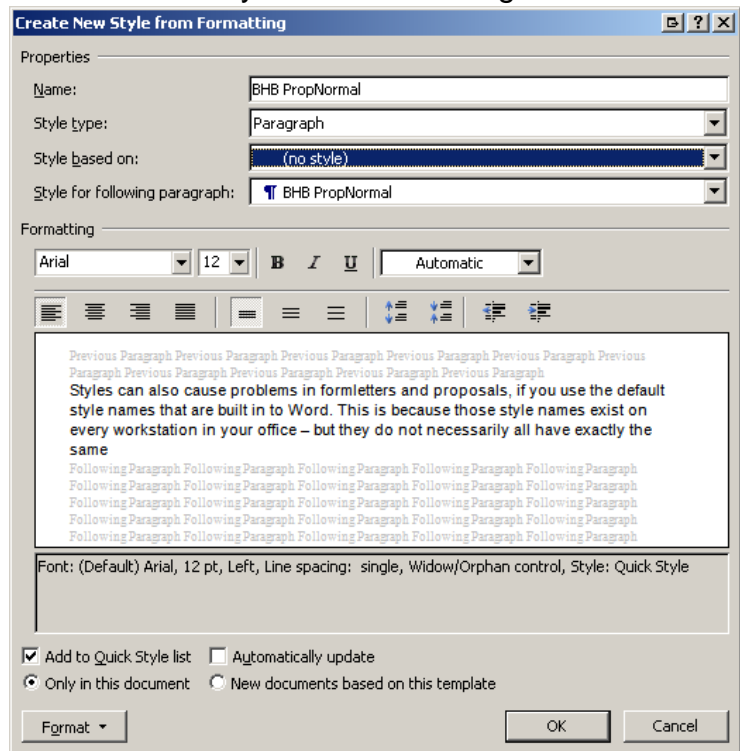 Create New Style from Formatting
Properties
Name: BHB PropNormal
Style type: Paragraph
Style based on: (no style)
Style for following paragraph: ¶ BHB PropNormal
Formatting
Arial 12 B I U Automatic
Previous Paragraph Previous Paragraph Previous Paragraph Previous Paragraph Previous Paragraph Previous
Paragraph Previous Paragraph Previous Paragraph Previous Paragraph Previous Paragraph
Styles can also cause problems in formletters and proposals, if you use the default
style names that are built in to Word. This is because those style names exist on
every workstation in your office – but they do not necessarily all have exactly the
same
Following Paragraph Following Paragraph Following Paragraph Following Paragraph Following Paragraph
Following Paragraph Following Paragraph Following Paragraph Following Paragraph Following Paragraph
Following Paragraph Following Paragraph Following Paragraph Following Paragraph Following Paragraph
Following Paragraph Following Paragraph Following Paragraph Following Paragraph Following Paragraph
Following Paragraph Following Paragraph Following Paragraph Following Paragraph Following Paragraph
Font: (Default) Arial, 12 pt, Left, Line spacing: single, Widow/Orphan control, Style: Quick Style
Add to Quick Style list Automatically update
Only in this document New documents based on this template
Format OK Cancel